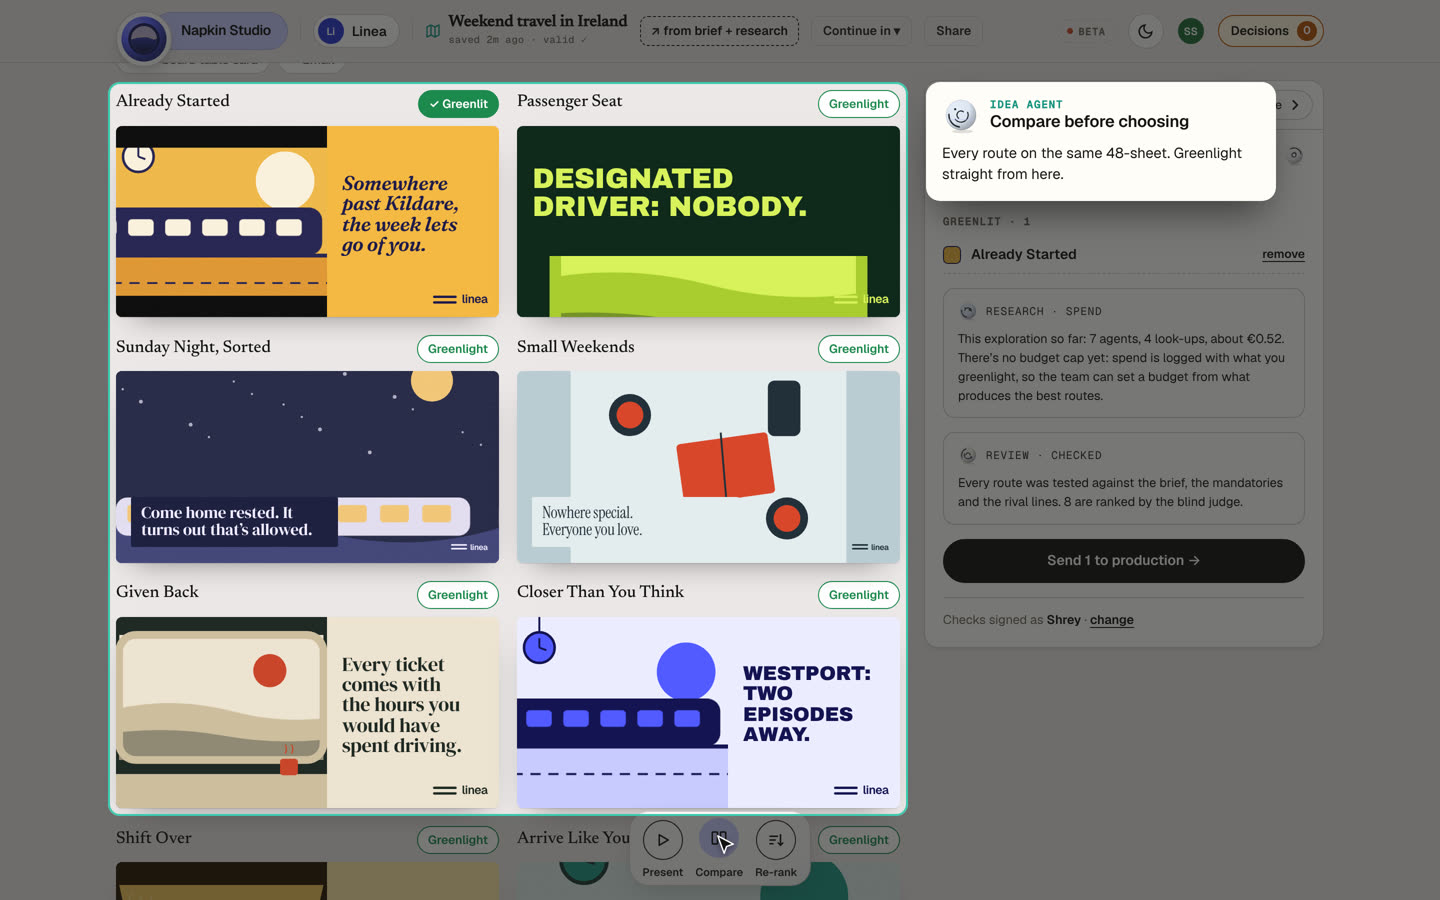 Napkin Studio
Li
Linea
Weekend travel in Ireland
saved 2m ago · valid ✓
↗ from brief + research
Continue in ▾
Share
BETA
SS
Decisions
0
Already Started
✓ Greenlit
Somewhere
past Kildare,
the week lets
go of you.
linea
Passenger Seat
Greenlight
DESIGNATED
DRIVER: NOBODY.
linea
Sunday Night, Sorted
Greenlight
Come home rested. It
turns out that's allowed.
linea
Small Weekends
Greenlight
Nowhere special.
Everyone you love.
linea
Given Back
Greenlight
Every ticket
comes with
the hours you
would have
spent driving.
linea
Closer Than You Think
Greenlight
WESTPORT:
TWO
EPISODES
AWAY.
linea
Shift Over
Greenlight
Arrive Like You
Greenlight
Present
Compare
Re-rank
IDEA AGENT
Compare before choosing
Every route on the same 48-sheet. Greenlight
straight from here.
GREENLIT · 1
Already Started
remove
RESEARCH · SPEND
This exploration so far: 7 agents, 4 look-ups, about €0.52.
There's no budget cap yet: spend is logged with what you
greenlight, so the team can set a budget from what
produces the best routes.
REVIEW · CHECKED
Every route was tested against the brief, the mandatories
and the rival lines. 8 are ranked by the blind judge.
Send 1 to production →
Checks signed as Shrey · change